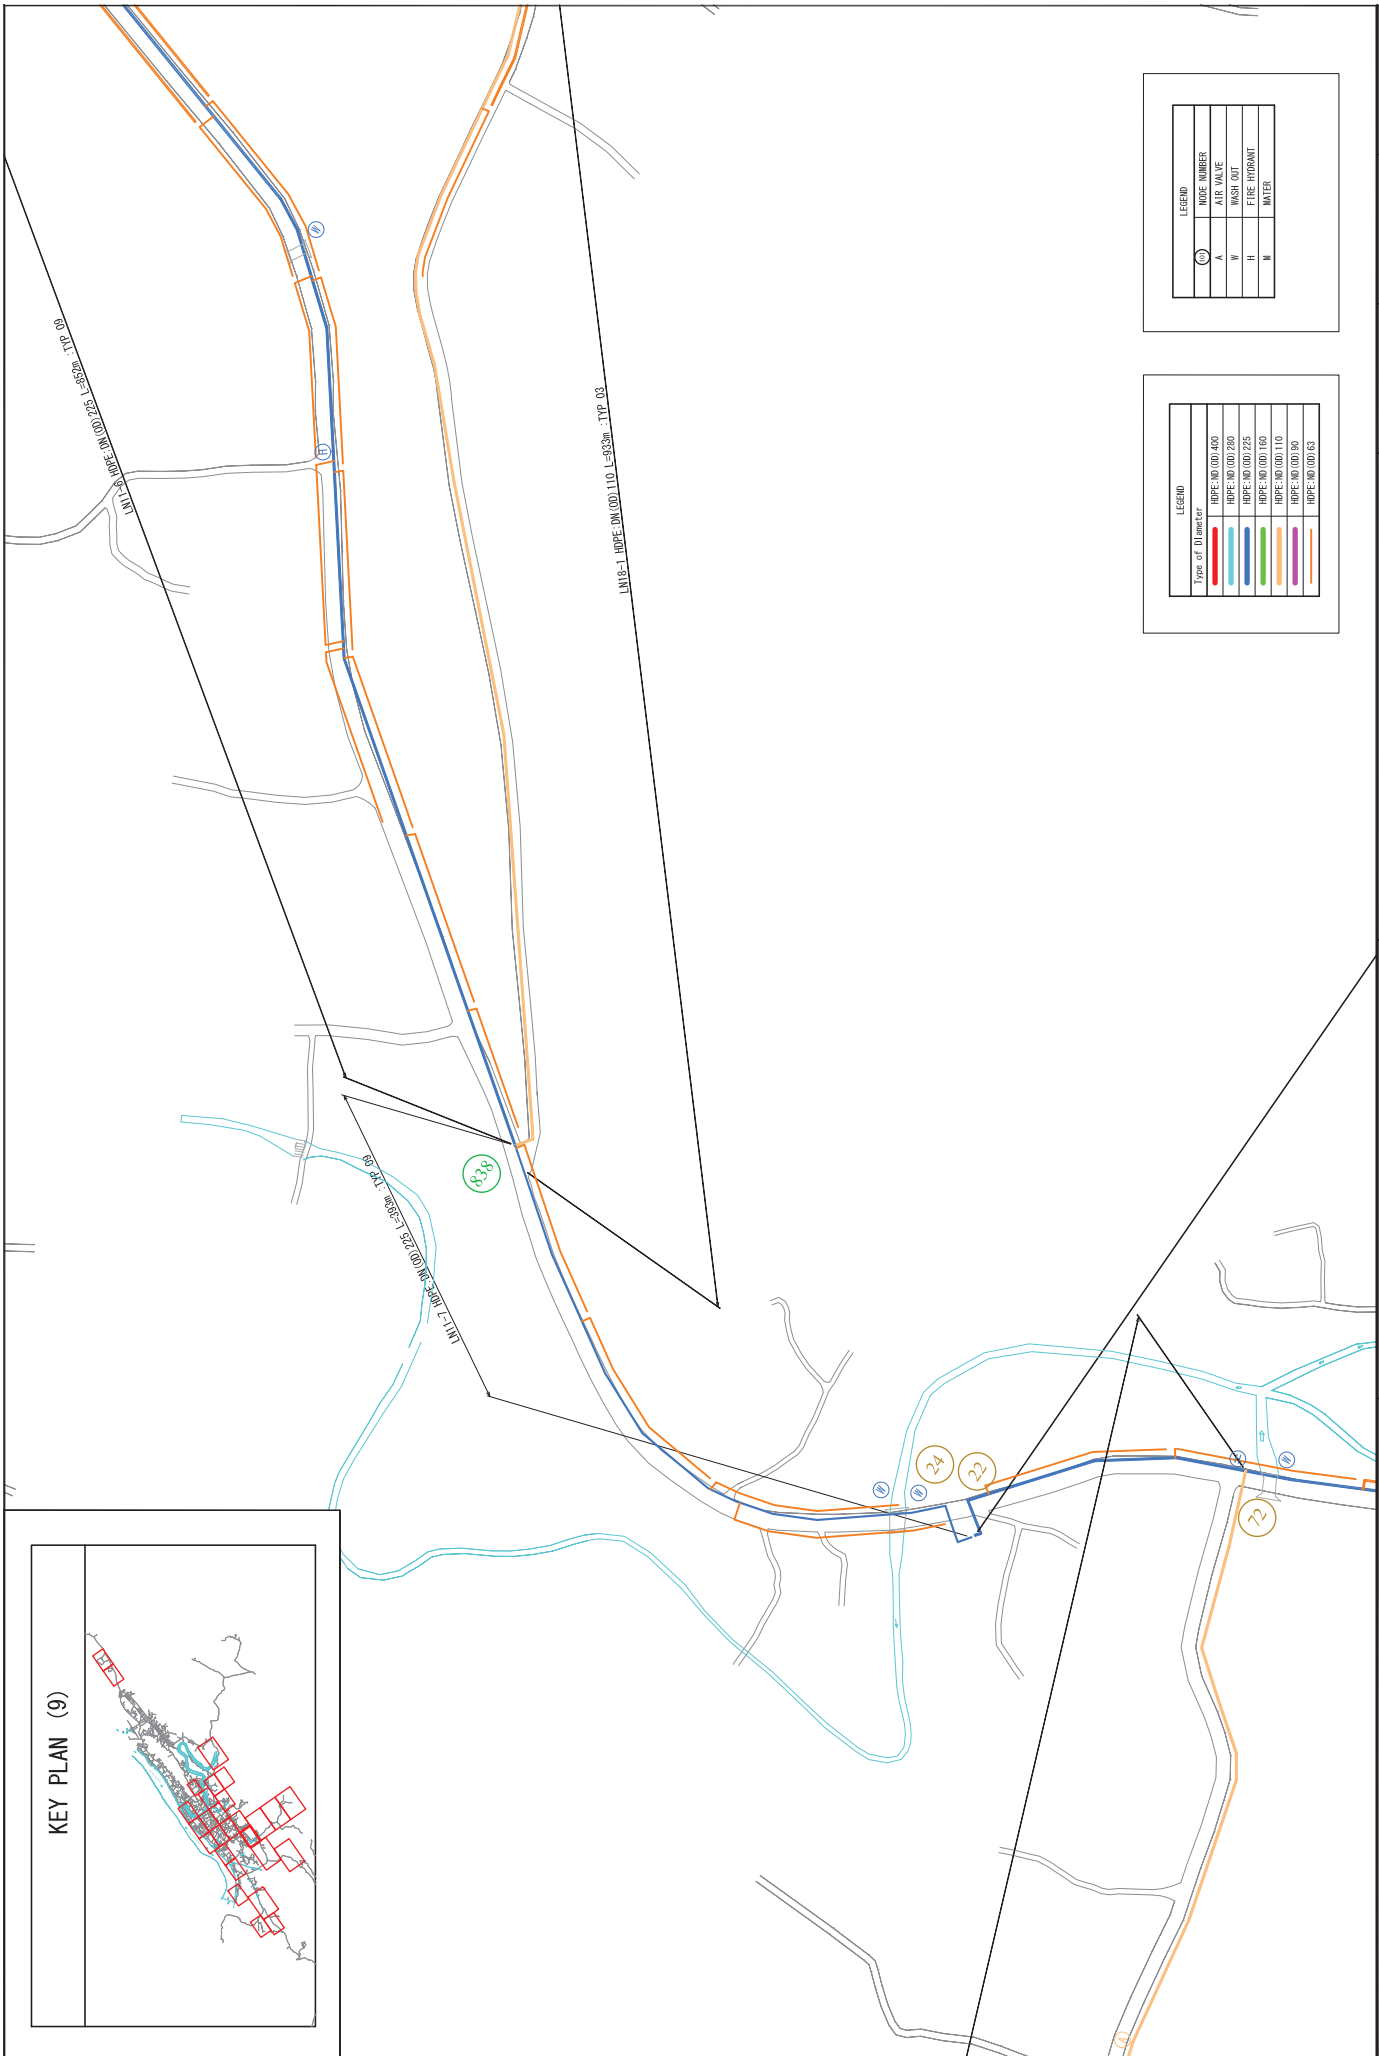 LEGEND
101 NODE NUMBER
A AIR VALVE
W WASH OUT
H FIRE HYDRANT
M MATER
LEGEND
Type of Diameter
HDPE:ND(OD)400
HDPE:ND(OD)280
HDPE:ND(OD)225
HDPE:ND(OD)160
HDPE:ND(OD)110
HDPE:ND(OD)90
HDPE:ND(OD)63
LN11-6 HDPE:DN(OD)225 L=852m :TYP 09
LN18-1 HDPE:DN(OD)110 L=933m :TYP 03
LN11-7 HDPE:DN(OD)225 L=393m :TYP 09
W
H
838
24
22
W
W
W
72
A
KEY PLAN (9)